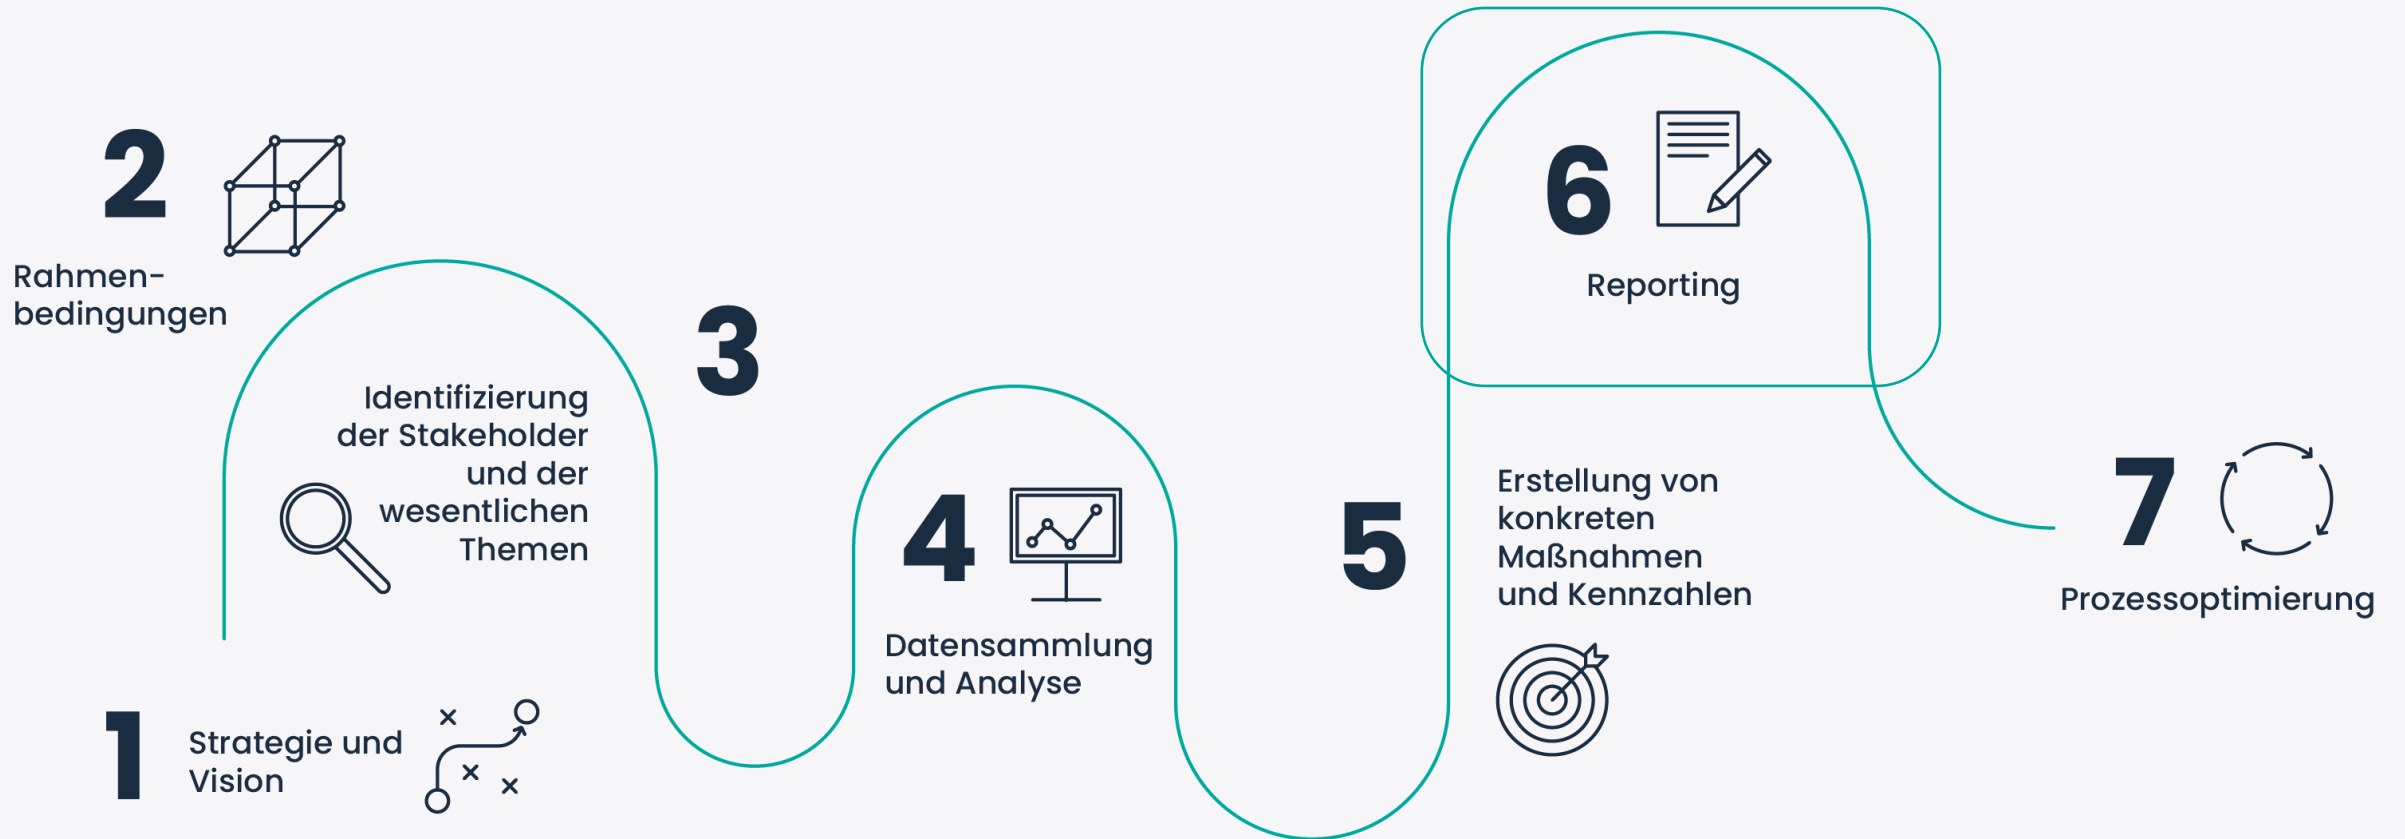 1
Strategie und
Vision
2
Rahmen-
bedingungen
3
Identifizierung
der Stakeholder
und der
wesentlichen
Themen
4
Datensammlung
und Analyse
5
Erstellung von
konkreten
Maßnahmen
und Kennzahlen
6
Reporting
7
Prozessoptimierung